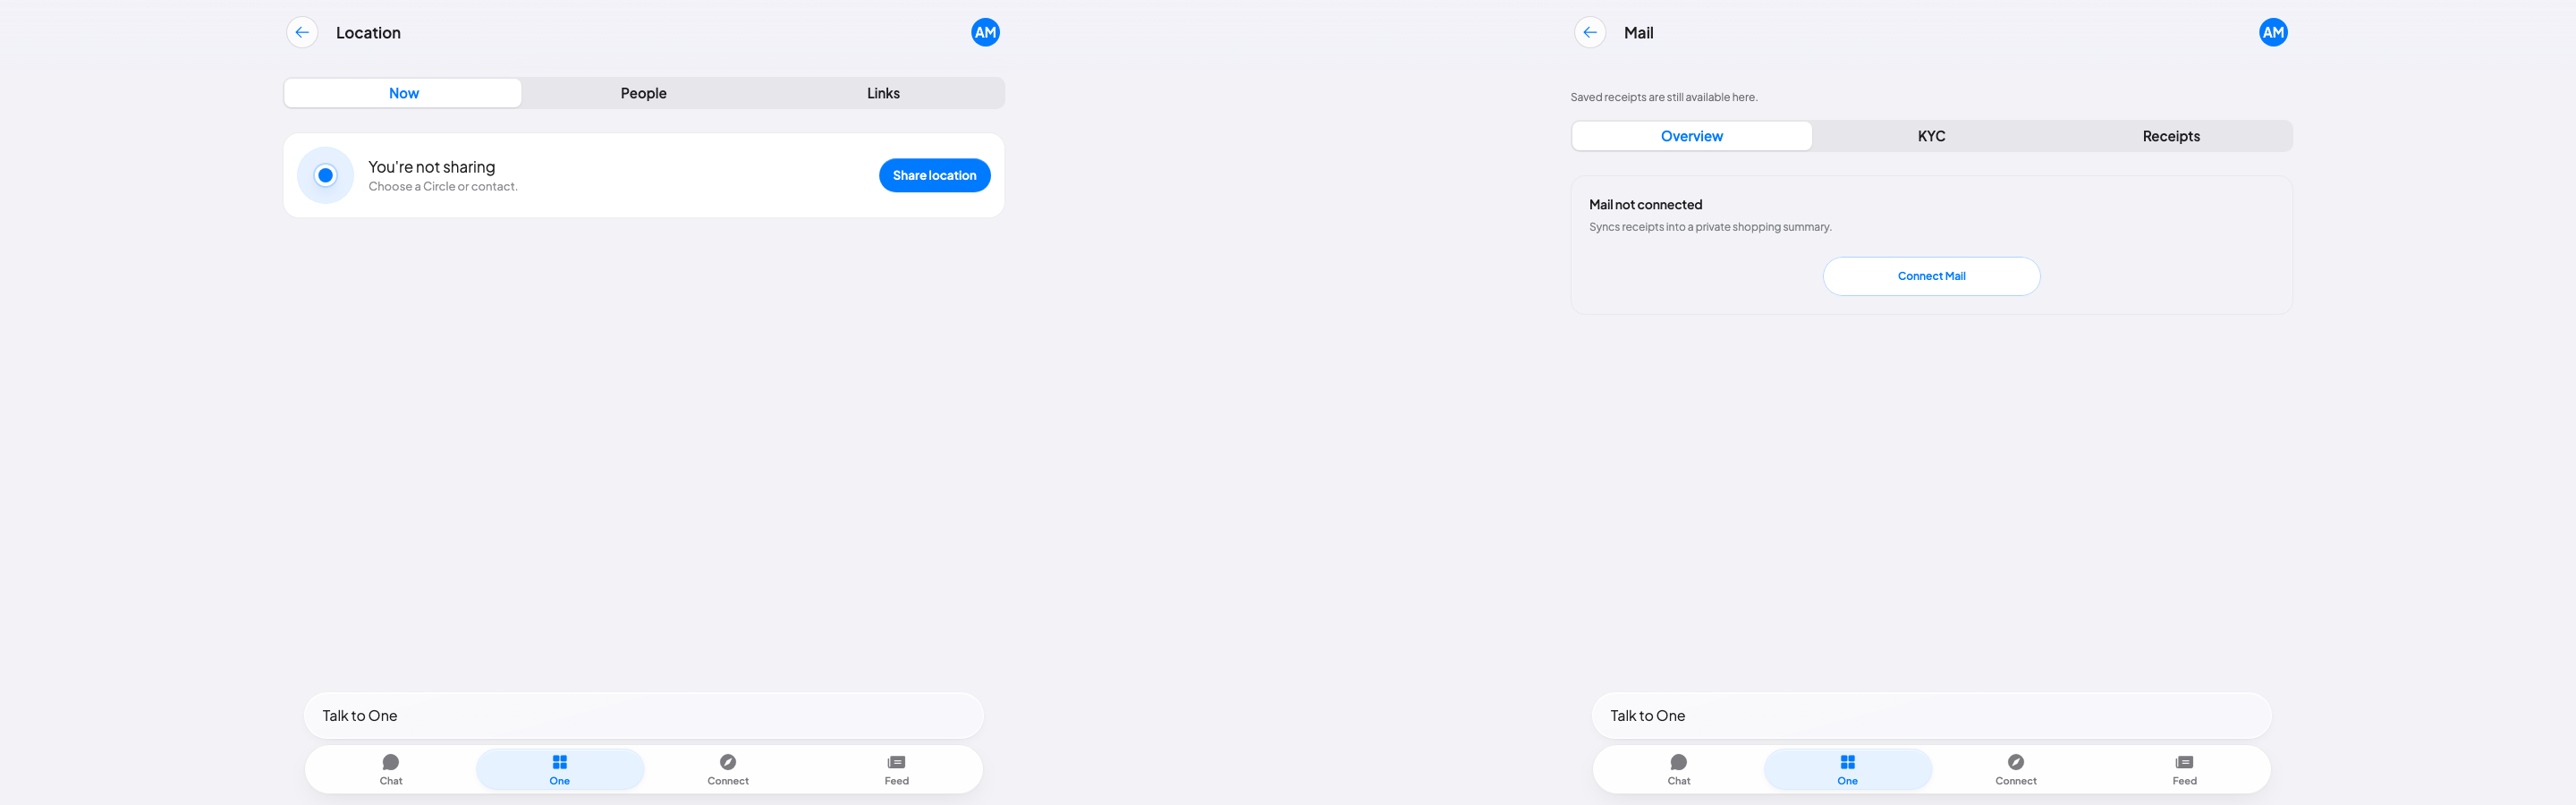 Location
AM
Now
People
Links
You're not sharing
Choose a Circle or contact.
Share location
Talk to One
Chat
One
Connect
Feed
Mail
AM
Saved receipts are still available here.
Overview
KYC
Receipts
Mail not connected
Syncs receipts into a private shopping summary.
Connect Mail
Talk to One
Chat
One
Connect
Feed